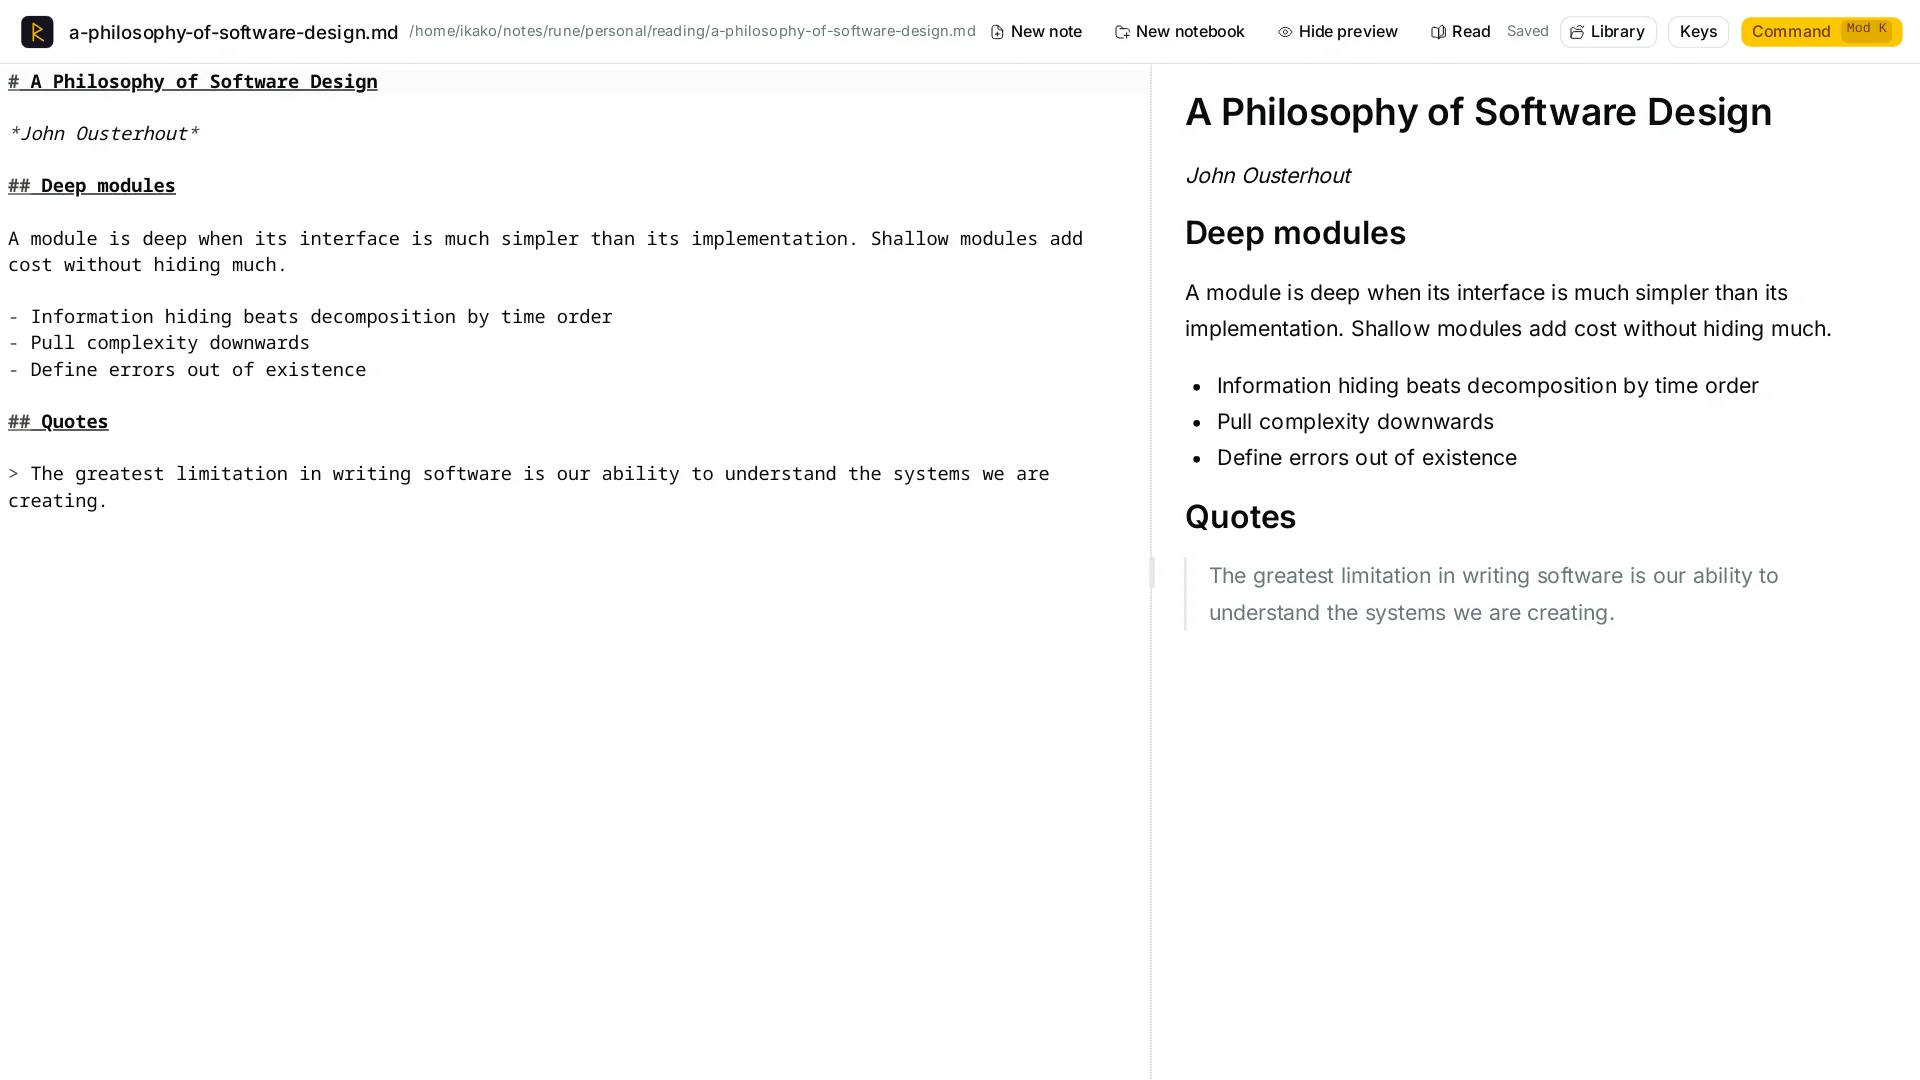 a-philosophy-of-software-design.md /home/ikako/notes/rune/personal/reading/a-philosophy-of-software-design.md New note New notebook Hide preview Read Saved Library Keys Command Mod K
# A Philosophy of Software Design
*John Ousterhout*
## Deep modules
A module is deep when its interface is much simpler than its implementation. Shallow modules add
cost without hiding much.
- Information hiding beats decomposition by time order
- Pull complexity downwards
- Define errors out of existence
## Quotes
> The greatest limitation in writing software is our ability to understand the systems we are
creating.
A Philosophy of Software Design
John Ousterhout
Deep modules
A module is deep when its interface is much simpler than its
implementation. Shallow modules add cost without hiding much.
• Information hiding beats decomposition by time order
• Pull complexity downwards
• Define errors out of existence
Quotes
The greatest limitation in writing software is our ability to
understand the systems we are creating.